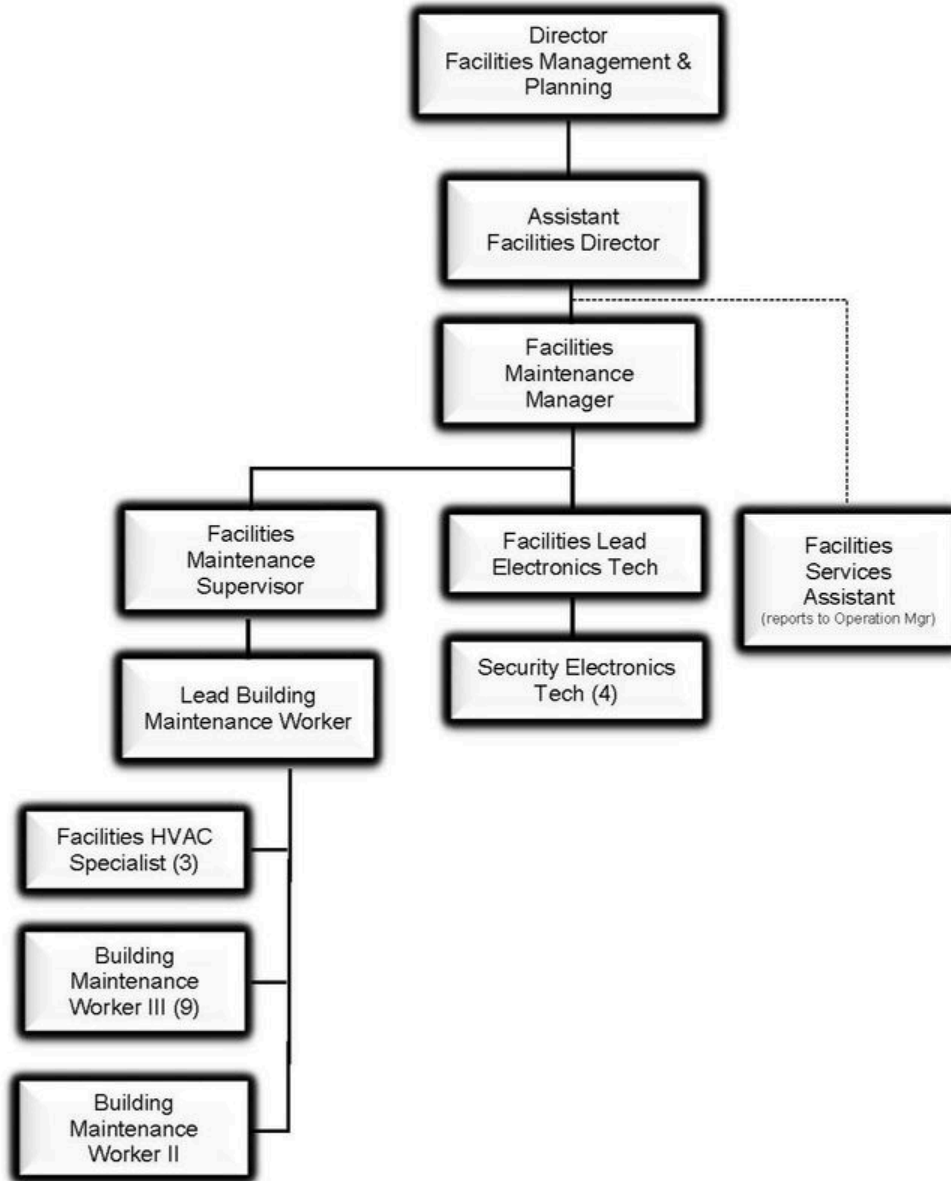 Director
Facilities Management &
Planning
Assistant
Facilities Director
Facilities
Maintenance
Manager
Facilities
Maintenance
Supervisor
Facilities Lead
Electronics Tech
Facilities
Services
Assistant
(reports to Operation Mgr)
Lead Building
Maintenance Worker
Security Electronics
Tech (4)
Facilities HVAC
Specialist (3)
Building
Maintenance
Worker III (9)
Building
Maintenance
Worker II